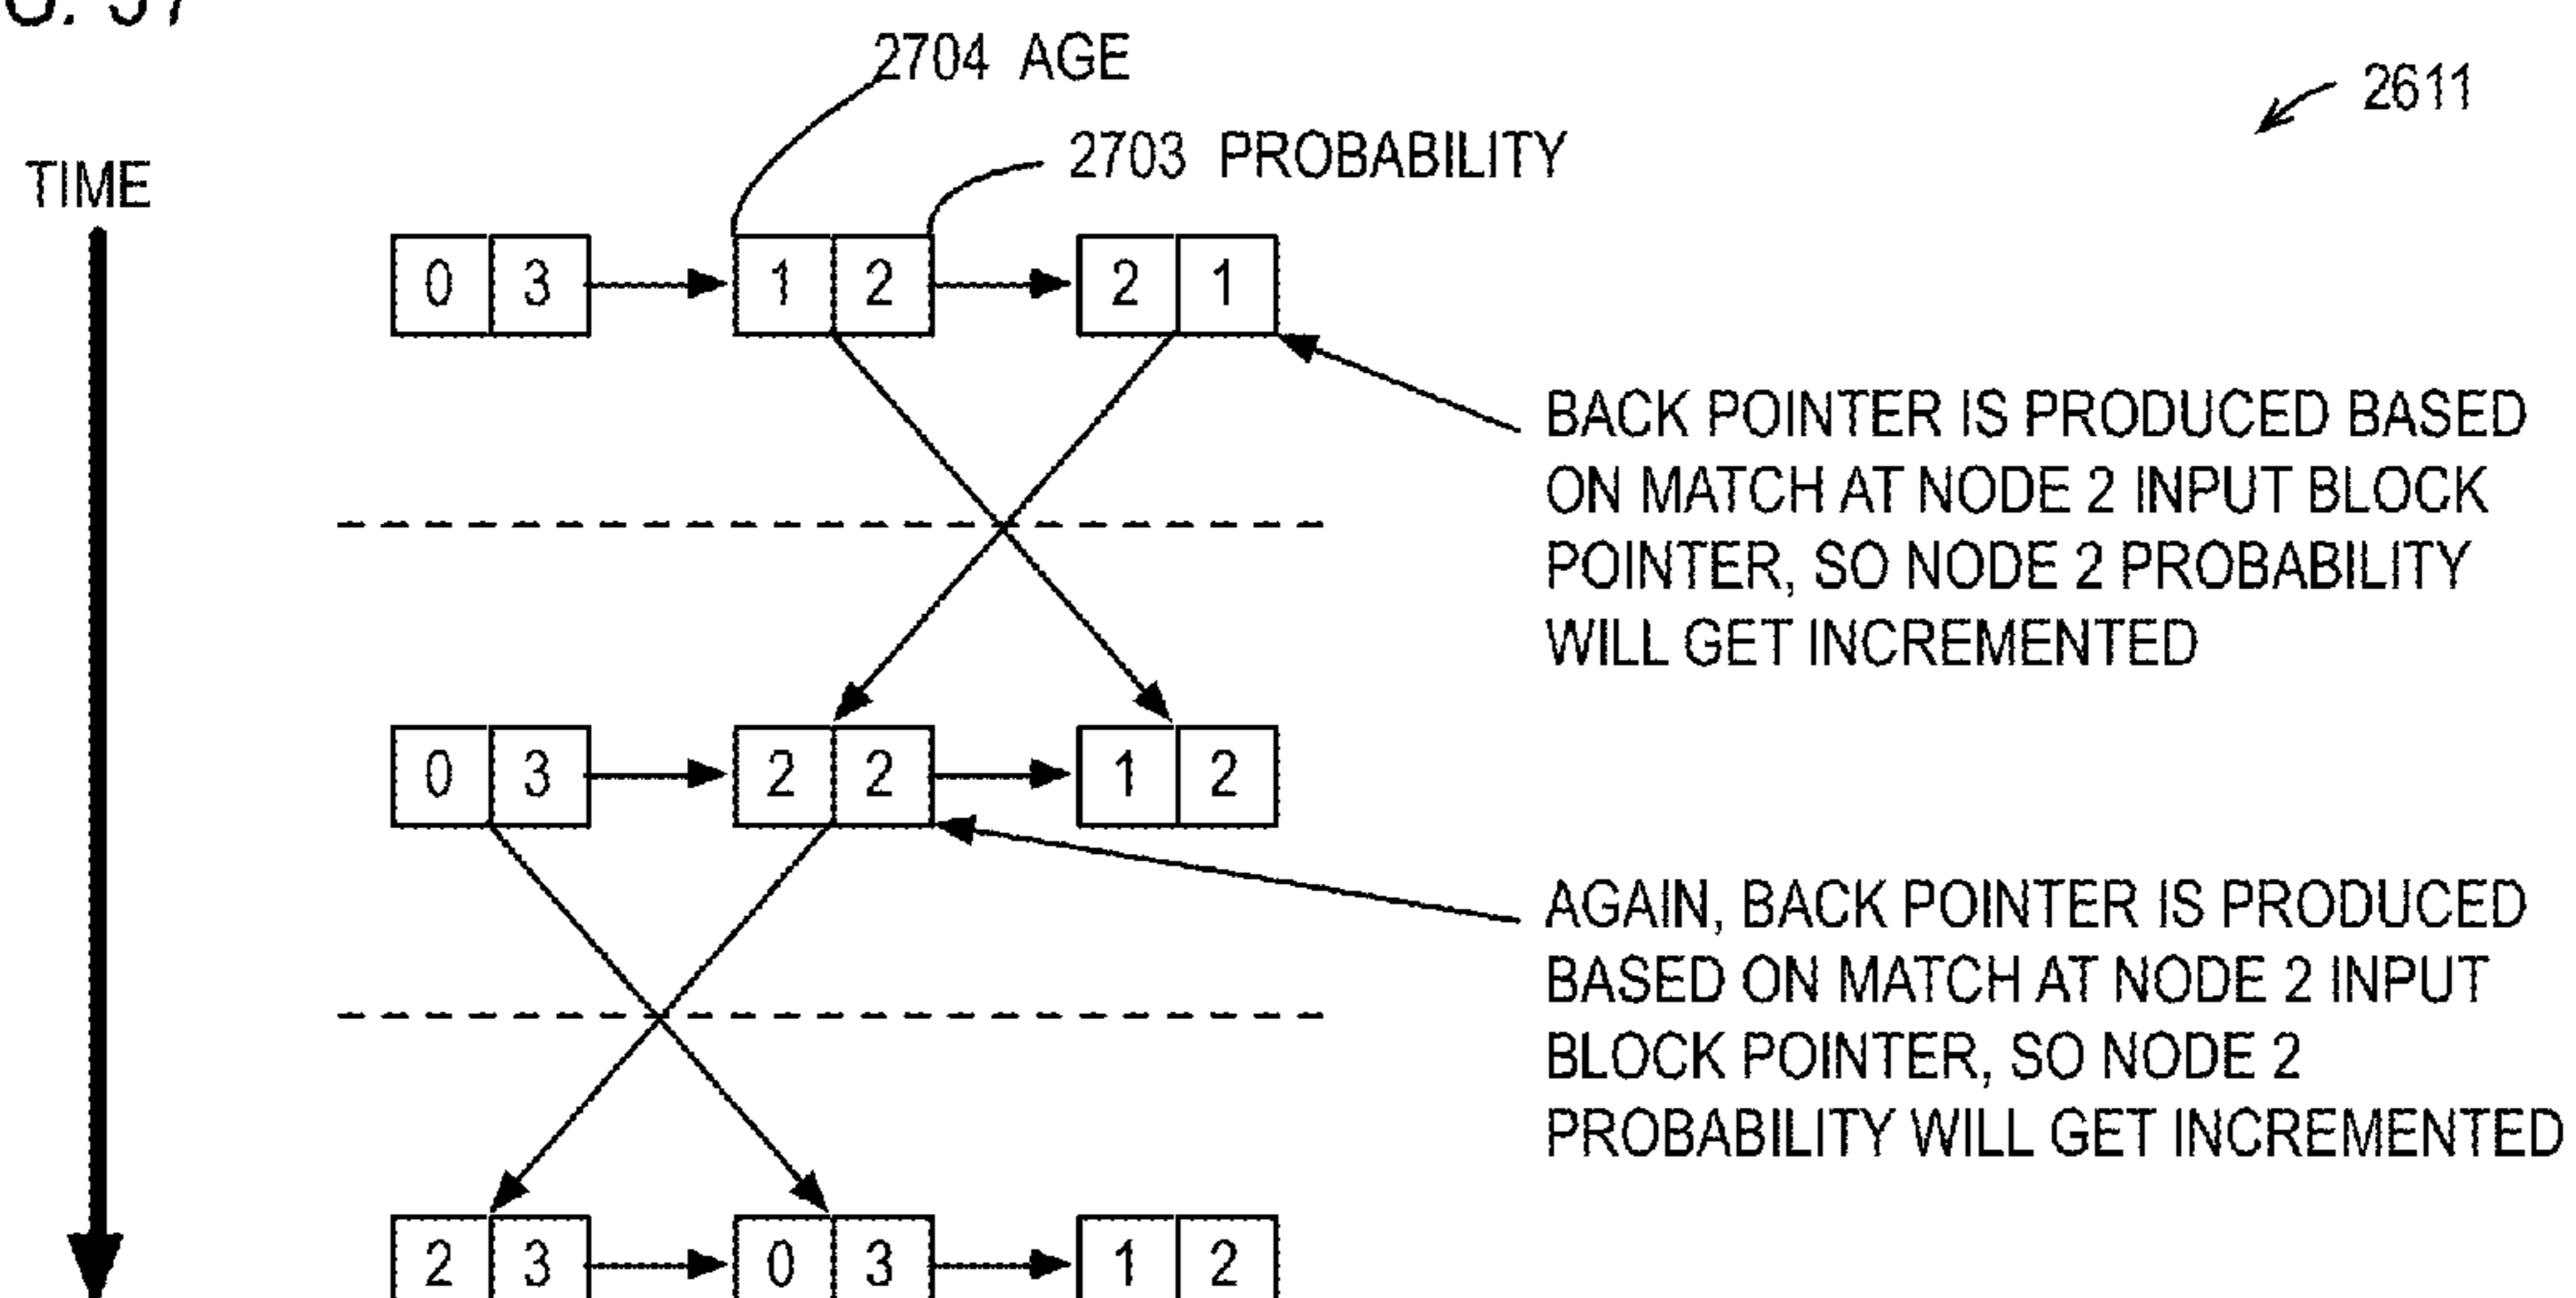 2704 AGE
2611
2703 PROBABILITY
TIME
0 3 1 2 2 1
BACK POINTER IS PRODUCED BASED
ON MATCH AT NODE 2 INPUT BLOCK
POINTER, SO NODE 2 PROBABILITY
WILL GET INCREMENTED
0 3 2 2 1 2
AGAIN, BACK POINTER IS PRODUCED
BASED ON MATCH AT NODE 2 INPUT
BLOCK POINTER, SO NODE 2
PROBABILITY WILL GET INCREMENTED
2 3 0 3 1 2